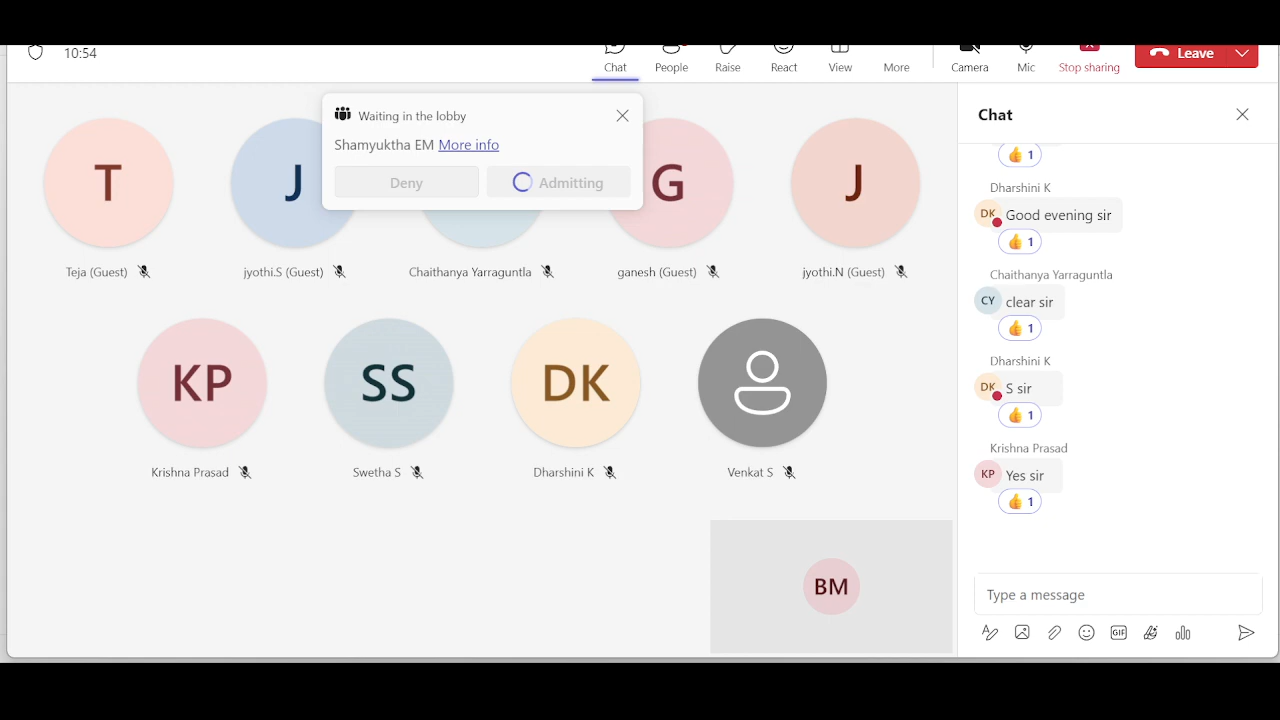 10:54
Chat
People
Raise
React
View
More
Camera
Mic
Stop sharing
Leave
Waiting in the lobby
Shamyuktha EM More info
Deny
Admitting
T
J
G
J
Teja (Guest)
jyothi.S (Guest)
Chaithanya Yarraguntla
ganesh (Guest)
jyothi.N (Guest)
KP
SS
DK
Krishna Prasad
Swetha S
Dharshini K
Venkat S
BM
Chat
1
Dharshini K
DK
Good evening sir
1
Chaithanya Yarraguntla
CY
clear sir
1
Dharshini K
DK
S sir
1
Krishna Prasad
KP
Yes sir
1
Type a message
GIF